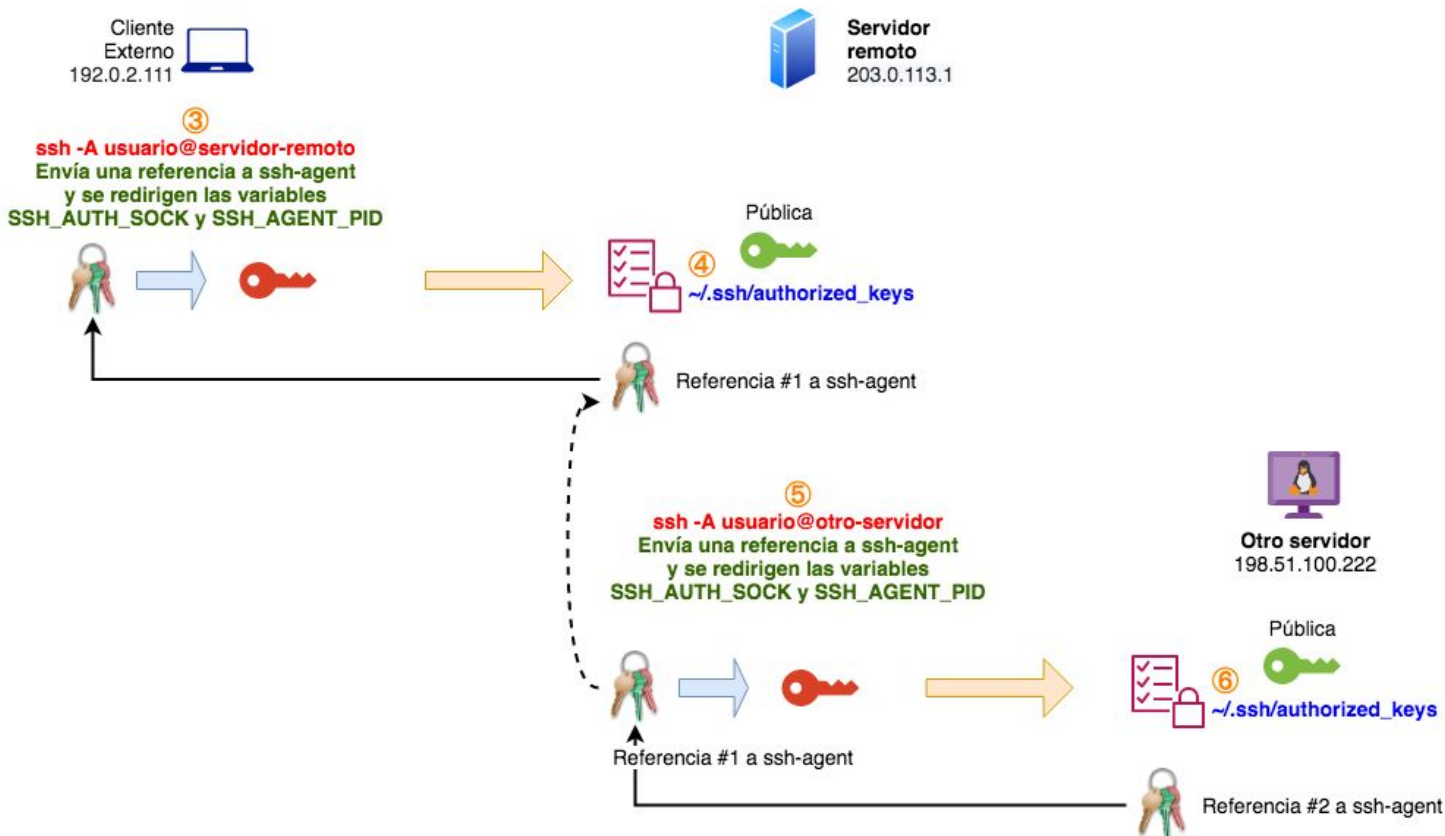 Cliente
Externo
192.0.2.111
Servidor
remoto
203.0.113.1
③
ssh -A usuario@servidor-remoto
Envía una referencia a ssh-agent
y se redirigen las variables
SSH_AUTH_SOCK y SSH_AGENT_PID
Pública
④
~/.ssh/authorized_keys
Referencia #1 a ssh-agent
⑤
ssh -A usuario@otro-servidor
Envía una referencia a ssh-agent
y se redirigen las variables
SSH_AUTH_SOCK y SSH_AGENT_PID
Otro servidor
198.51.100.222
Pública
⑥
~/.ssh/authorized_keys
Referencia #1 a ssh-agent
Referencia #2 a ssh-agent